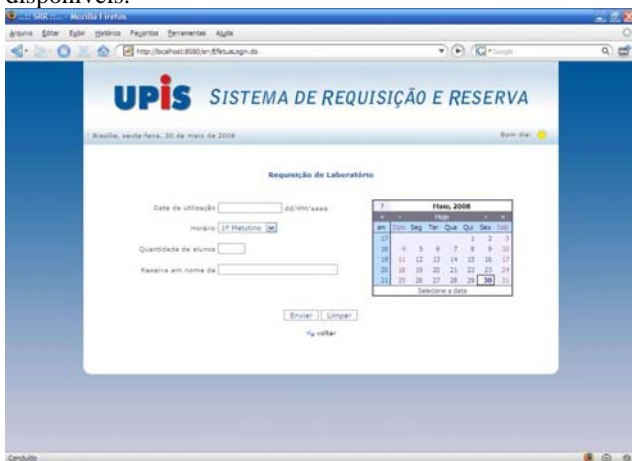 disponíveis.
...:: SRR ::... - Mozilla Firefox
Arquivo Editar Exibir Histórico Favoritos Ferramentas Ajuda
http://localhost:8080/srr/EfetuaLogin.do
Google
UPIS SISTEMA DE REQUISIÇÃO E RESERVA
Brasília, sexta-feira, 30 de maio de 2008 Bom dia!
Requisição de Laboratório
Data de utilização dd/MM/aaaa
Horário 1º Matutino
Quantidade de alunos
Reserva em nome de
? Maio, 2008
« ‹ Hoje › »
sm Dom Seg Ter Qua Qui Sex Sáb
17 1 2 3
18 4 5 6 7 8 9 10
19 11 12 13 14 15 16 17
20 18 19 20 21 22 23 24
21 25 26 27 28 29 30 31
Selecione a data
Enviar Limpar
voltar
Concluído